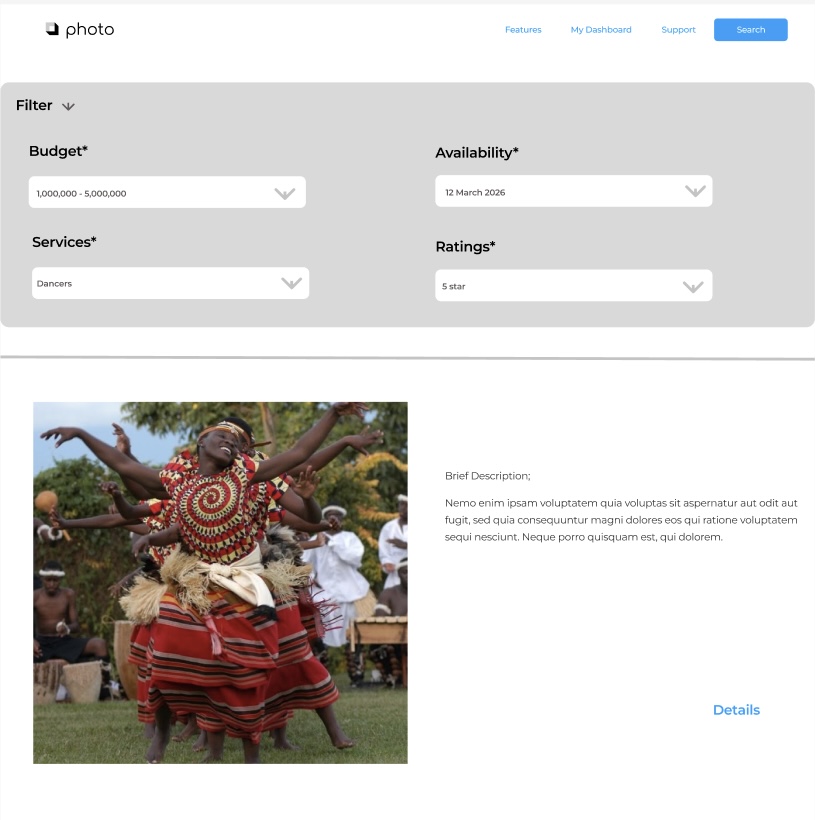 photo
Features
My Dashboard
Support
Search
Filter
Budget*
1,000,000 - 5,000,000
Availability*
12 March 2026
Services*
Dancers
Ratings*
5 star
Brief Description;
Nemo enim ipsam voluptatem quia voluptas sit aspernatur aut odit aut
fugit, sed quia consequuntur magni dolores eos qui ratione voluptatem
sequi nesciunt. Neque porro quisquam est, qui dolorem.
Details